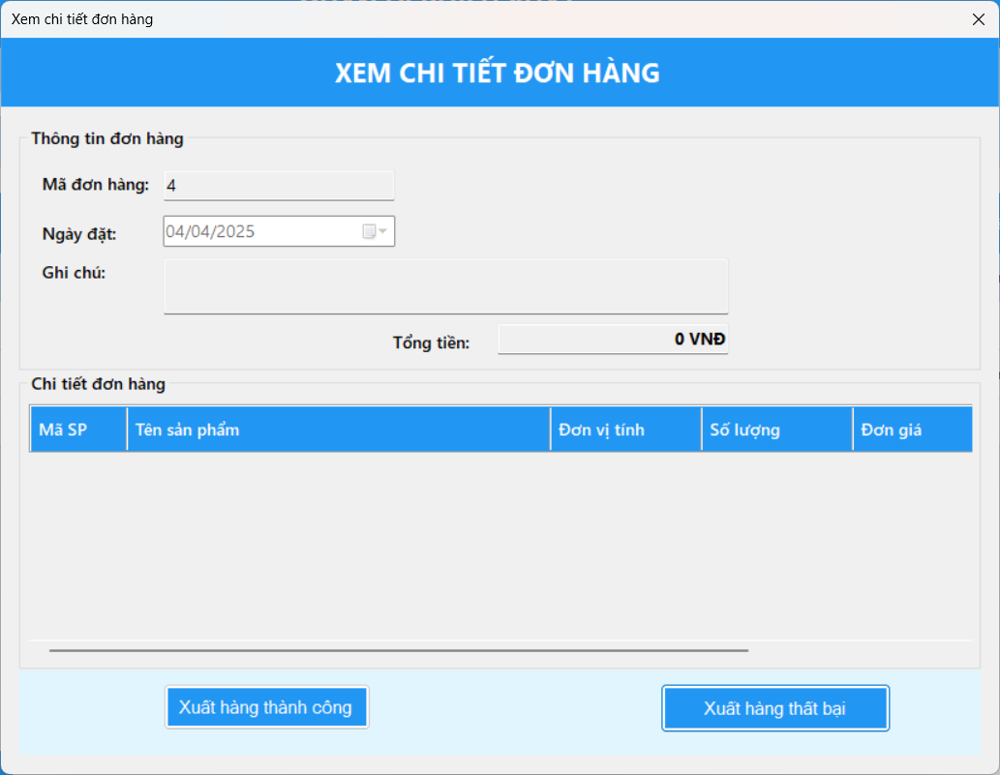 Xem chi tiết đơn hàng
XEM CHI TIẾT ĐƠN HÀNG
Thông tin đơn hàng
Mã đơn hàng: 4
Ngày đặt: 04/04/2025
Ghi chú:
Tổng tiền: 0 VNĐ
Chi tiết đơn hàng
Mã SP Tên sản phẩm Đơn vị tính Số lượng Đơn giá
Xuất hàng thành công Xuất hàng thất bại